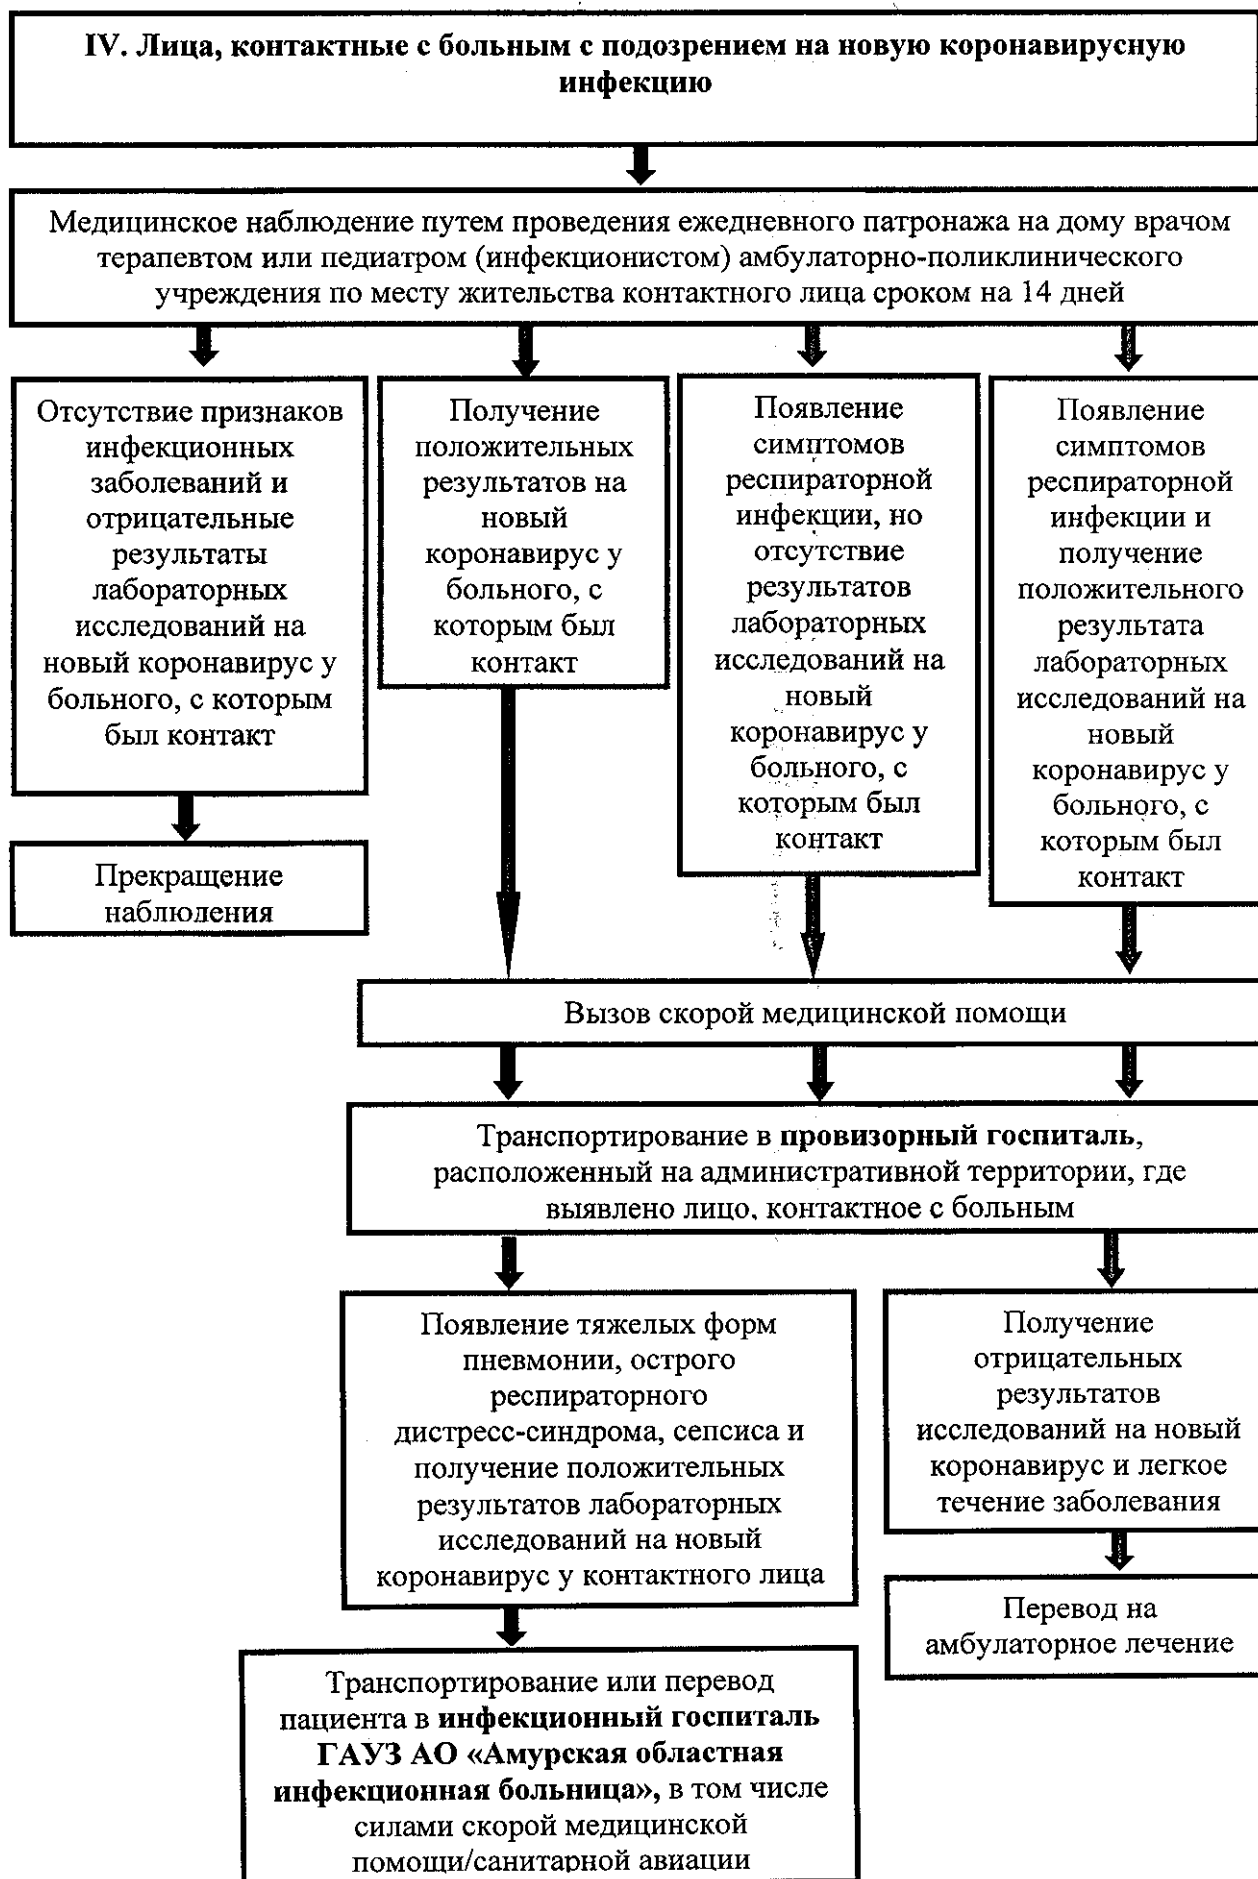 IV. Лица, контактные с больным с подозрением на новую коронавирусную
инфекцию
Медицинское наблюдение путем проведения ежедневного патронажа на дому врачом
терапевтом или педиатром (инфекционистом) амбулаторно-поликлинического
учреждения по месту жительства контактного лица сроком на 14 дней
Отсутствие признаков
инфекционных
заболеваний и
отрицательные
результаты
лабораторных
исследований на
новый коронавирус у
больного, с которым
был контакт
Получение
положительных
результатов на
новый
коронавирус у
больного, с
которым был
контакт
Появление
симптомов
респираторной
инфекции, но
отсутствие
результатов
лабораторных
исследований на
новый
коронавирус у
больного, с
которым был
контакт
Появление
симптомов
респираторной
инфекции и
получение
положительного
результата
лабораторных
исследований на
новый
коронавирус у
больного, с
которым был
контакт
Прекращение
наблюдения
Вызов скорой медицинской помощи
Транспортирование в провизорный госпиталь,
расположенный на административной территории, где
выявлено лицо, контактное с больным
Появление тяжелых форм
пневмонии, острого
респираторного
дистресс-синдрома, сепсиса и
получение положительных
результатов лабораторных
исследований на новый
коронавирус у контактного лица
Получение
отрицательных
результатов
исследований на новый
коронавирус и легкое
течение заболевания
Перевод на
амбулаторное лечение
Транспортирование или перевод
пациента в инфекционный госпиталь
ГАУЗ АО «Амурская областная
инфекционная больница», в том числе
силами скорой медицинской
помощи/санитарной авиации